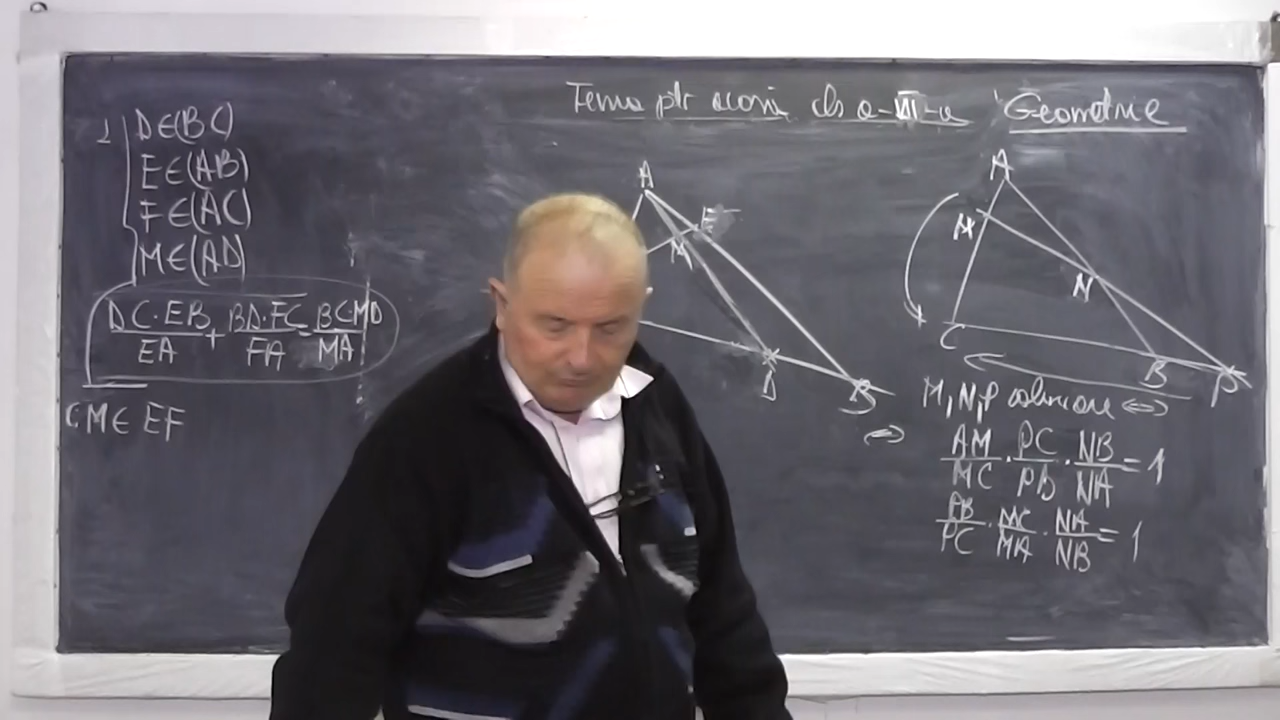 Tema ptr acasă cls a-VII-a Geometrie
1 D∈(BC)
E∈(AB)
F∈(AC)
M∈(AD)
DC·EB/EA + BD·FC/FA = BC·MD/MA
C: M∈EF
A
E
M
D
B
⇔
A
M
N
C
B
P
M,N,P coliniare ⇔
AM/MC · PC/PB · NB/NA = 1
PB/PC · MC/MA · NA/NB = 1